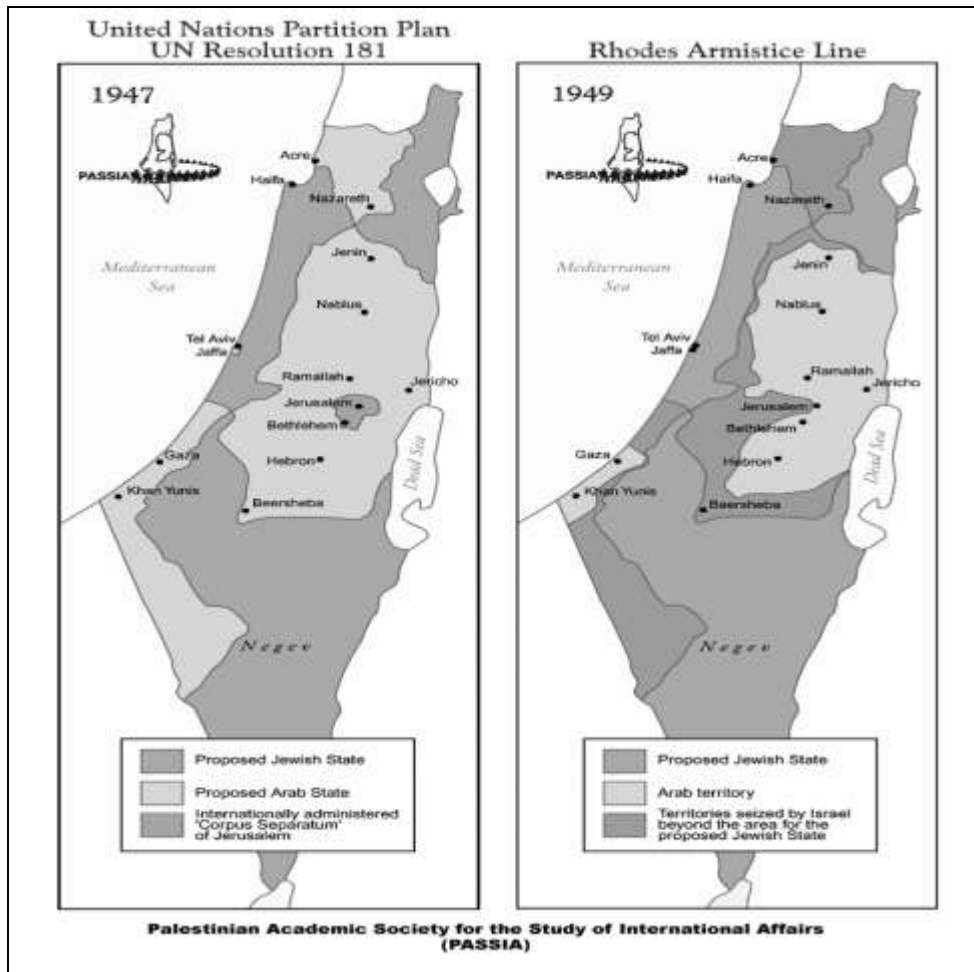 United Nations Partition Plan
UN Resolution 181
1947
PASSIA
Acre
Haifa
Nazareth
Mediterranean
Sea
Jenin
Nablus
Tel Aviv
Jaffa
Ramallah
Jericho
Jerusalem
Bethlehem
Gaza
Hebron
Dead Sea
Khan Yunis
Beersheba
Negev
Proposed Jewish State
Proposed Arab State
Internationally administered
'Corpus Separatum'
of Jerusalem
Rhodes Armistice Line
1949
PASSIA
Acre
Haifa
Nazareth
Mediterranean
Sea
Jenin
Nablus
Tel Aviv
Jaffa
Ramallah
Jericho
Jerusalem
Bethlehem
Gaza
Hebron
Dead Sea
Khan Yunis
Beersheba
Negev
Proposed Jewish State
Arab territory
Territories seized by Israel
beyond the area for the
proposed Jewish State
Palestinian Academic Society for the Study of International Affairs
(PASSIA)